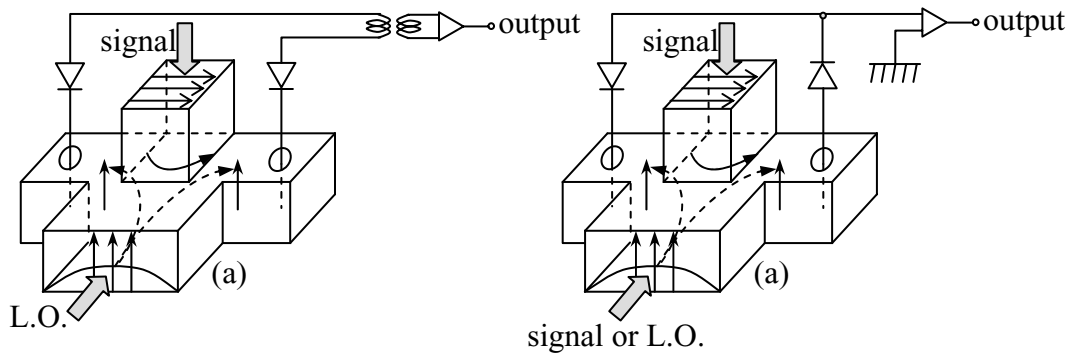 output
signal
(a)
L.O.
output
signal
(a)
signal or L.O.